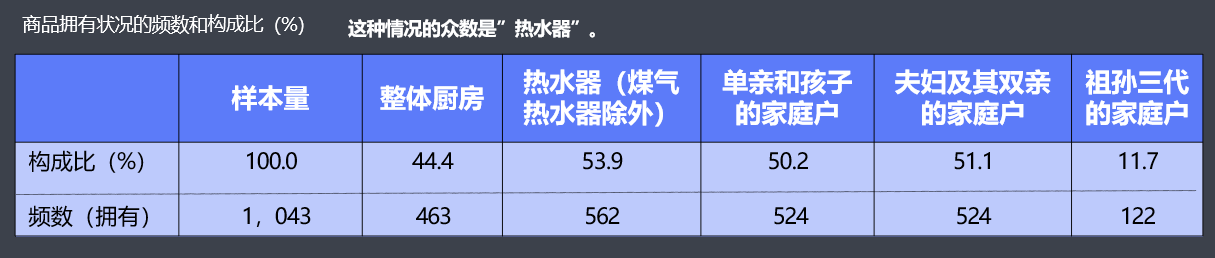 商品拥有状况的频数和构成比（%）
这种情况的众数是”热水器”。
样本量 整体厨房 热水器（煤气热水器除外） 单亲和孩子的家庭户 夫妇及其双亲的家庭户 祖孙三代的家庭户
构成比（%） 100.0 44.4 53.9 50.2 51.1 11.7
频数（拥有） 1，043 463 562 524 524 122